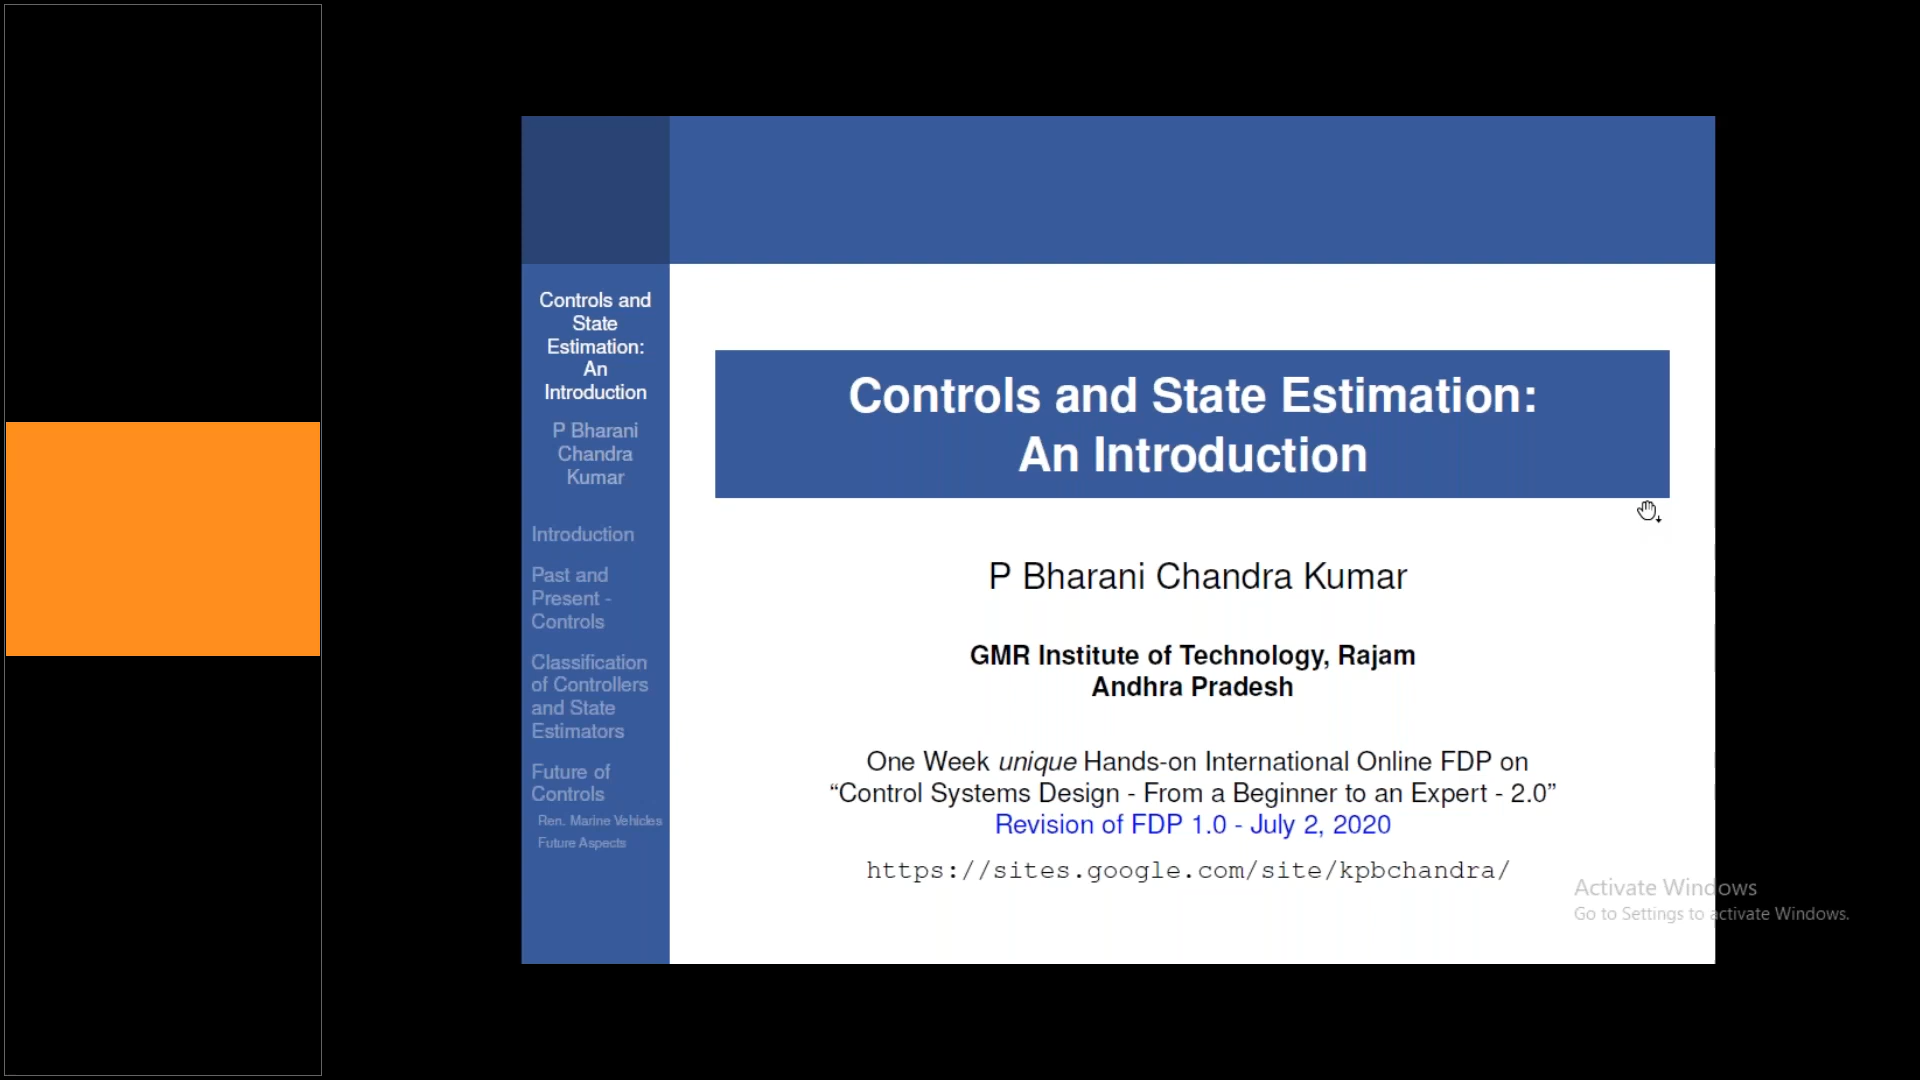 Controls and
State
Estimation:
An
Introduction
P Bharani
Chandra
Kumar
Introduction
Past and
Present -
Controls
Classification
of Controllers
and State
Estimators
Future of
Controls
Ren. Marine Vehicles
Future Aspects
Controls and State Estimation:
An Introduction
P Bharani Chandra Kumar
GMR Institute of Technology, Rajam
Andhra Pradesh
One Week unique Hands-on International Online FDP on
“Control Systems Design - From a Beginner to an Expert - 2.0”
Revision of FDP 1.0 - July 2, 2020
https://sites.google.com/site/kpbchandra/
Activate Windows
Go to Settings to activate Windows.